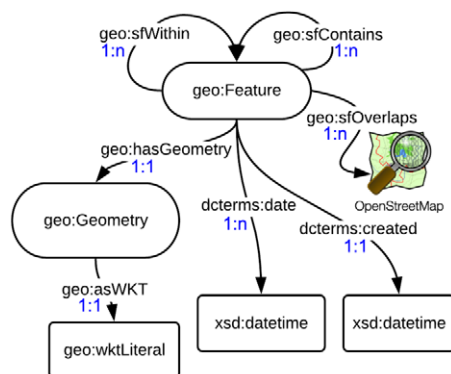 geo:sfWithin
1:n
geo:sfContains
1:n
geo:Feature
geo:sfOverlaps
1:n
OpenStreetMap
geo:hasGeometry
1:1
geo:Geometry
dcterms:date
1:n
dcterms:created
1:1
geo:asWKT
1:1
geo:wktLiteral
xsd:datetime
xsd:datetime